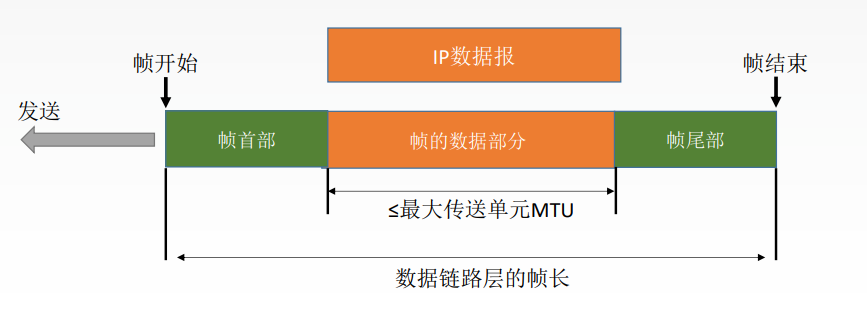 IP数据报
帧开始
帧结束
发送
帧首部
帧的数据部分
帧尾部
≤最大传送单元MTU
数据链路层的帧长